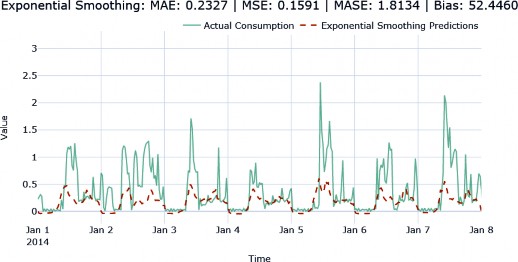 Exponential Smoothing: MAE: 0.2327 | MSE: 0.1591 | MASE: 1.8134 | Bias: 52.4460
Actual Consumption
Exponential Smoothing Predictions
3
2.5
2
1.5
1
0.5
0
Value
Jan 1
2014
Jan 2
Jan 3
Jan 4
Jan 5
Jan 6
Jan 7
Jan 8
Time